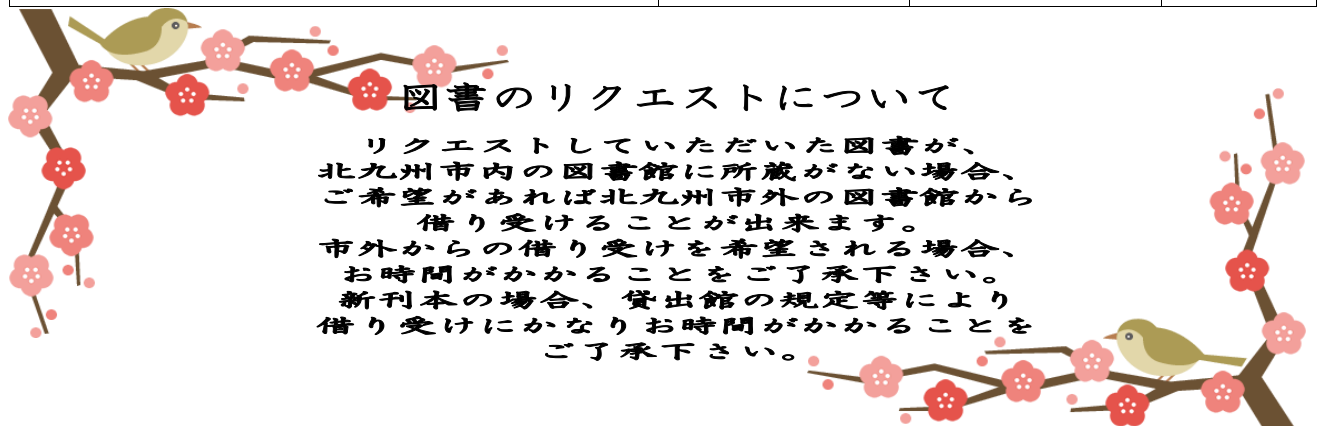 図書のリクエストについて
リクエストしていただいた図書が、
北九州市内の図書館に所蔵がない場合、
ご希望があれば北九州市外の図書館から
借り受けることが出来ます。
市外からの借り受けを希望される場合、
お時間がかかることをご了承下さい。
新刊本の場合、貸出館の規定等により
借り受けにかなりお時間がかかることを
ご了承下さい。